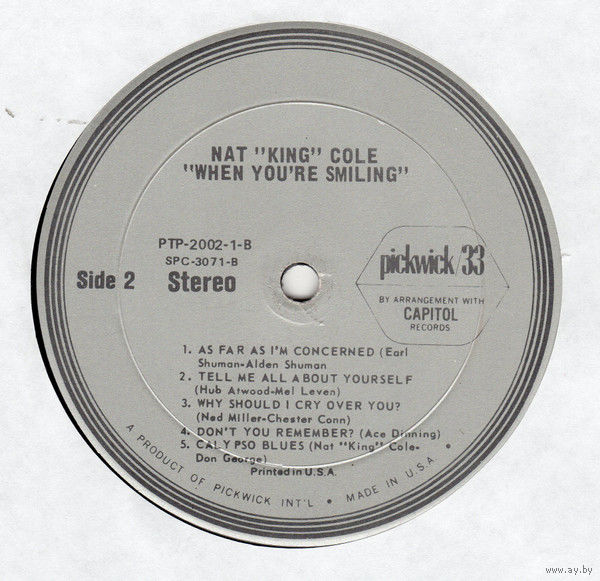 NAT "KING" COLE
"WHEN YOU'RE SMILING"
PTP-2002-1-B
SPC-3071-B
Side 2 Stereo
pickwick/33
BY ARRANGEMENT WITH
CAPITOL
RECORDS
1. AS FAR AS I'M CONCERNED (Earl
Shuman-Alden Shuman
2. TELL ME ALL ABOUT YOURSELF
(Hub Atwood-Mel Leven)
3. WHY SHOULD I CRY OVER YOU?
(Ned Miller-Chester Conn)
4. DON'T YOU REMEMBER? (Ace Dinning)
5. CALYPSO BLUES (Nat "King" Cole-
Don George)
Printed in U.S.A.
A PRODUCT OF PICKWICK INT'L • MADE IN U.S.A. •
www.ay.by